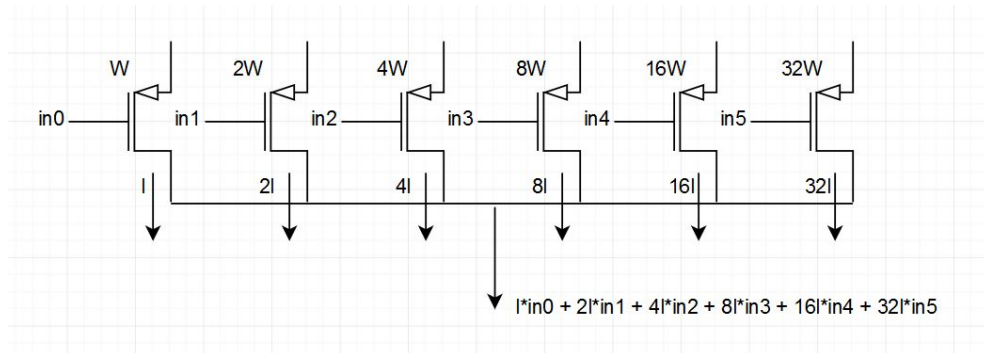 W 2W 4W 8W 16W 32W
in0 in1 in2 in3 in4 in5
I 2I 4I 8I 16I 32I
I*in0 + 2I*in1 + 4I*in2 + 8I*in3 + 16I*in4 + 32I*in5